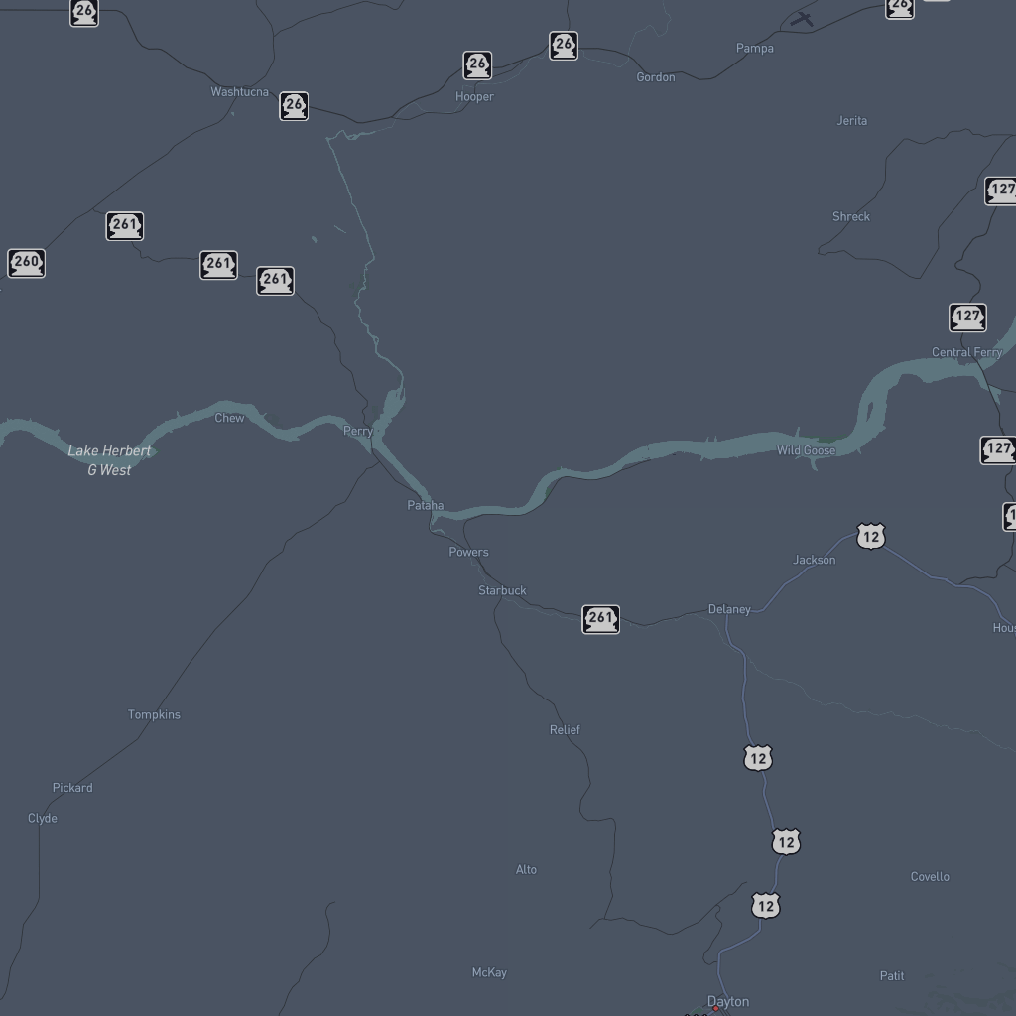 26
26
26
26
Pampa
Gordon
Washtucna
26
Hooper
Jerita
127
Shreck
261
260
261
261
127
Central Ferry
Chew
Perry
Lake Herbert
G West
Wild Goose
127
Pataha
12
Powers
Jackson
Starbuck
261
Delaney
Hous
Tompkins
Relief
12
Pickard
Clyde
12
Alto
Covello
12
McKay
Patit
Dayton